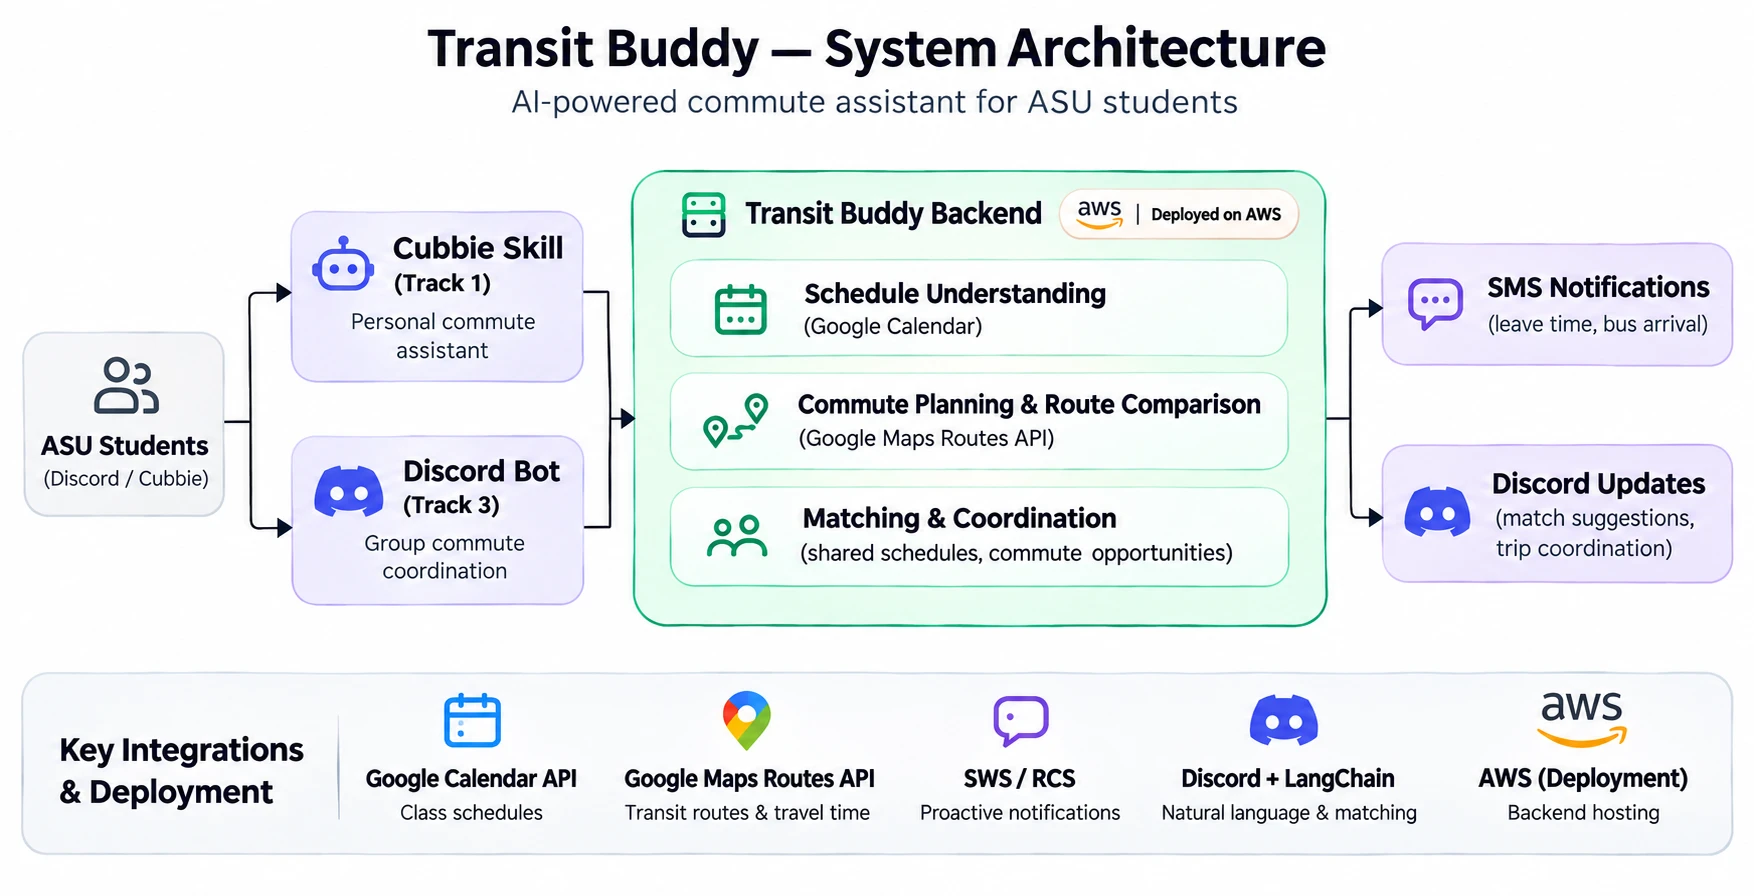 Transit Buddy — System Architecture
AI-powered commute assistant for ASU students
ASU Students
(Discord / Cubbie)
Cubbie Skill
(Track 1)
Personal commute
assistant
Discord Bot
(Track 3)
Group commute
coordination
Transit Buddy Backend
aws | Deployed on AWS
Schedule Understanding
(Google Calendar)
Commute Planning & Route Comparison
(Google Maps Routes API)
Matching & Coordination
(shared schedules, commute opportunities)
SMS Notifications
(leave time, bus arrival)
Discord Updates
(match suggestions,
trip coordination)
Key Integrations
& Deployment
Google Calendar API
Class schedules
Google Maps Routes API
Transit routes & travel time
SWS / RCS
Proactive notifications
Discord + LangChain
Natural language & matching
aws
AWS (Deployment)
Backend hosting